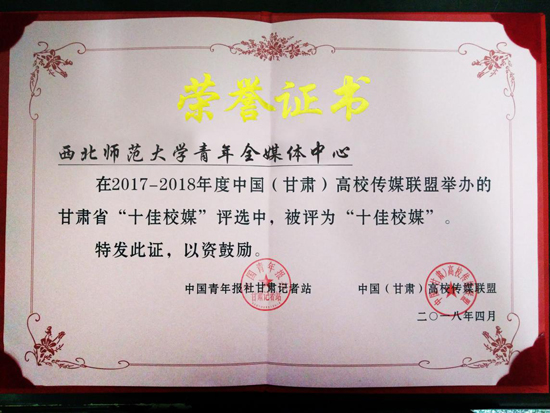 荣誉证书
西北师范大学青年全媒体中心
在2017-2018年度中国（甘肃）高校传媒联盟举办的
甘肃省“十佳校媒”评选中，被评为“十佳校媒”。
特发此证，以资鼓励。
中国青年报社甘肃记者站 中国（甘肃）高校传媒联盟
二〇一八年四月